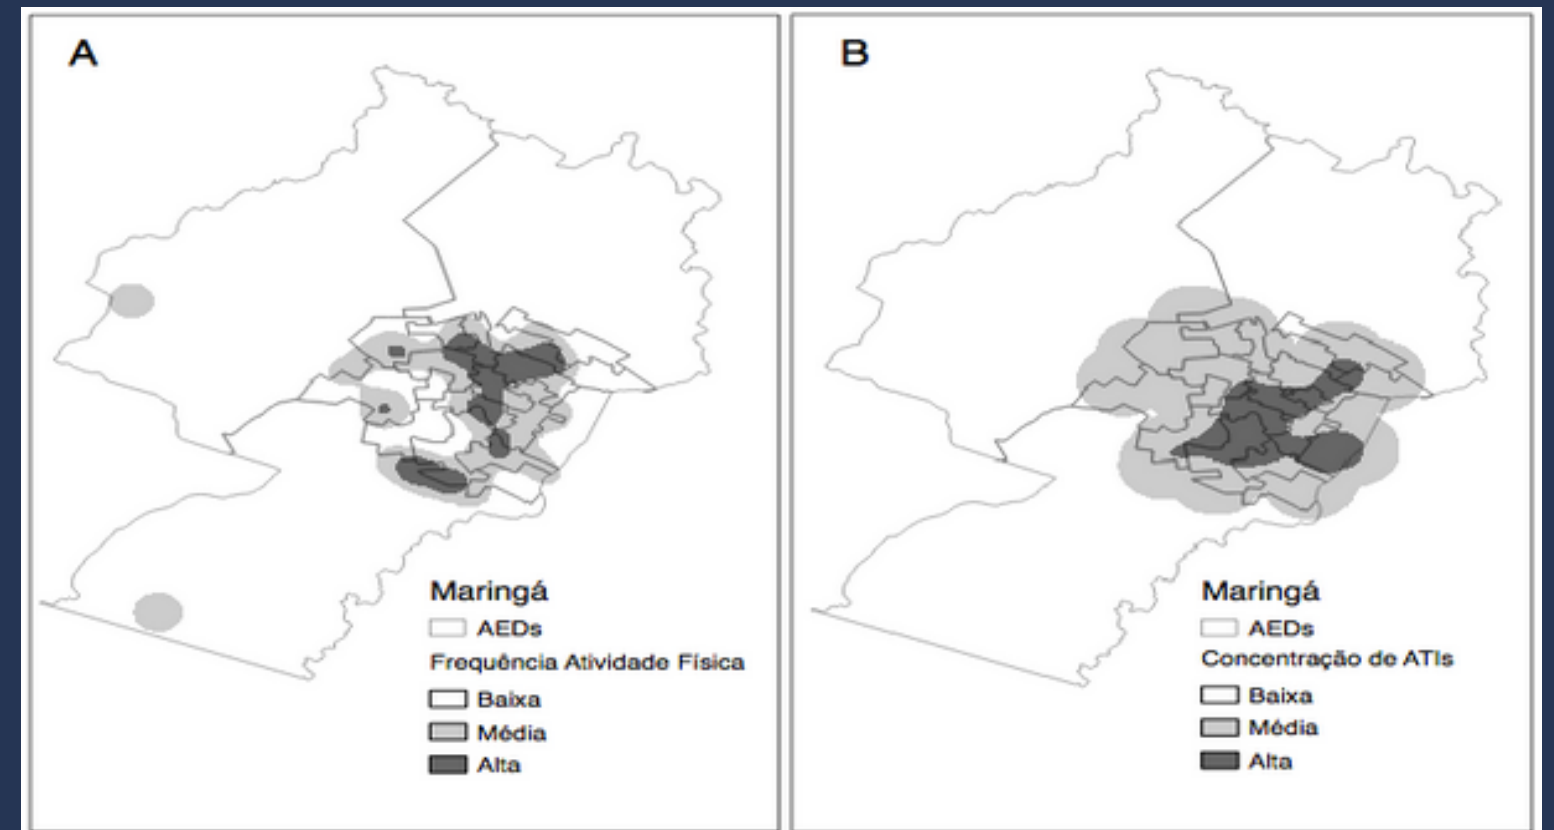 A
Maringá
AEDs
Frequência Atividade Física
Baixa
Média
Alta
B
Maringá
AEDs
Concentração de ATIs
Baixa
Média
Alta